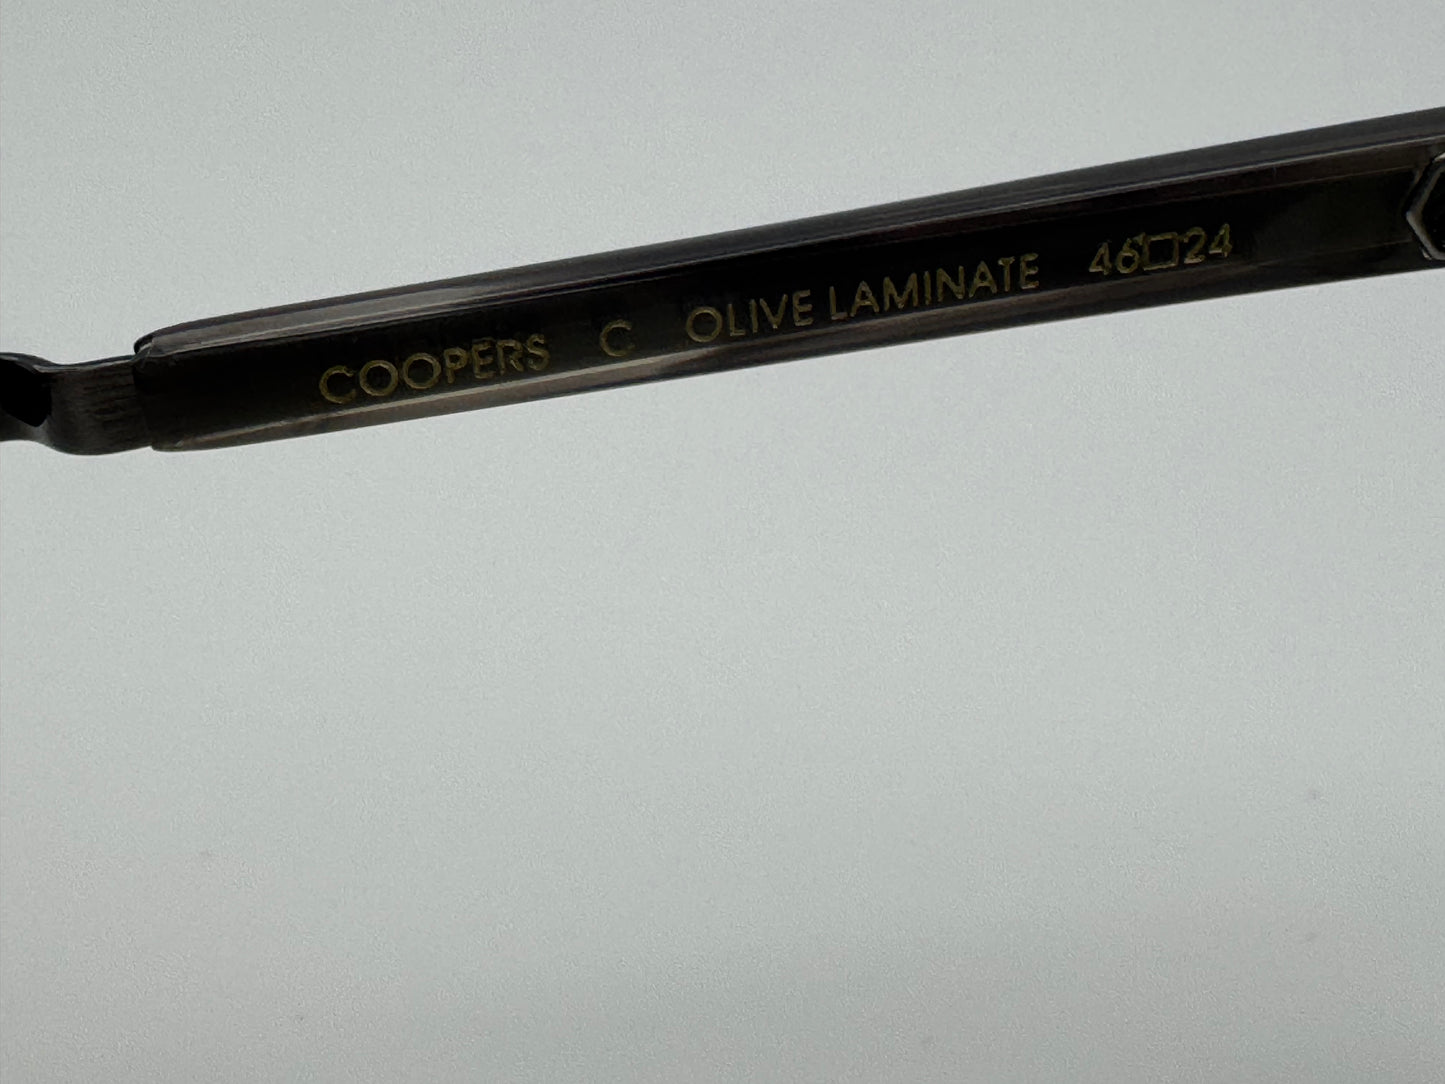 COOPERS C OLIVE LAMINATE 46□24